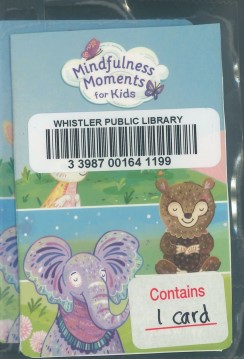 Mindfulness
Moments
for Kids
WHISTLER PUBLIC LIBRARY
3 3987 00164 1199
Contains
1 card